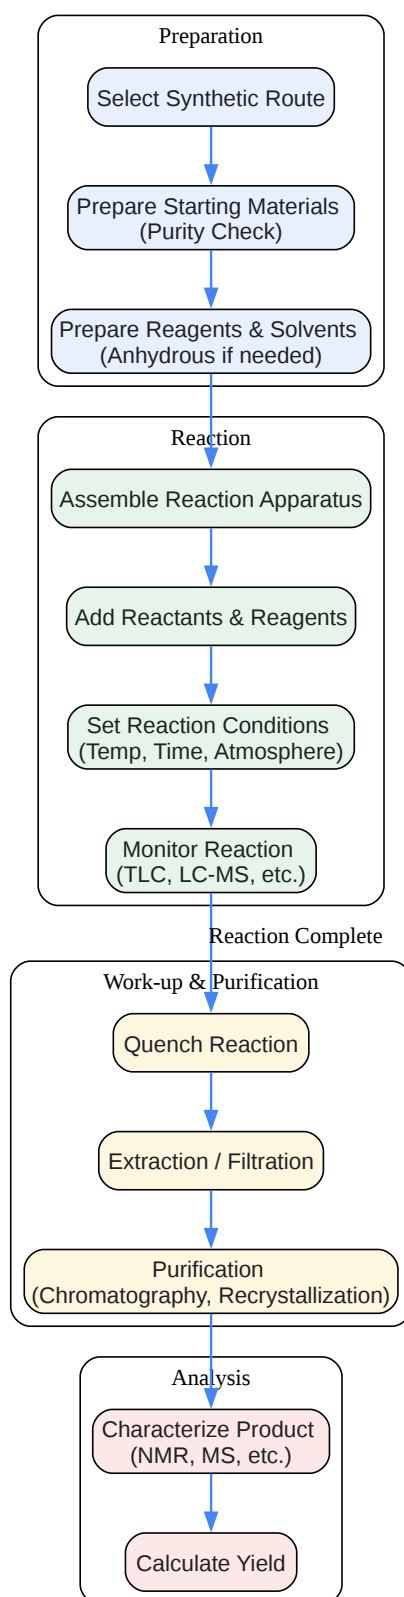 Preparation
Select Synthetic Route
Prepare Starting Materials
(Purity Check)
Prepare Reagents & Solvents
(Anhydrous if needed)
Reaction
Assemble Reaction Apparatus
Add Reactants & Reagents
Set Reaction Conditions
(Temp, Time, Atmosphere)
Monitor Reaction
(TLC, LC-MS, etc.)
Reaction Complete
Work-up & Purification
Quench Reaction
Extraction / Filtration
Purification
(Chromatography, Recrystallization)
Analysis
Characterize Product
(NMR, MS, etc.)
Calculate Yield